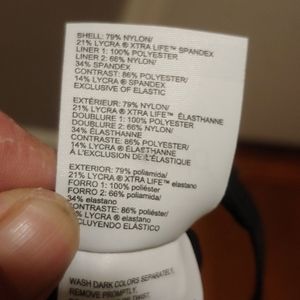 SHELL: 79% NYLON/
21% LYCRA ® XTRA LIFE™ SPANDEX
LINER 1: 100% POLYESTER
LINER 2: 66% NYLON/
34% SPANDEX
CONTRAST: 86% POLYESTER/
14% LYCRA ® SPANDEX
EXCLUSIVE OF ELASTIC
EXTÉRIEUR: 79% NYLON/
21% LYCRA ® XTRA LIFE™ ÉLASTHANNE
DOUBLURE 1: 100% POLYESTER
DOUBLURE 2: 66% NYLON/
34% ÉLASTHANNE
CONTRASTE: 86% POLYESTER/
14% LYCRA ® ÉLASTHANNE
À L'EXCLUSION DE L'ÉLASTIQUE
EXTERIOR: 79% poliamida/
21% LYCRA ® XTRA LIFE™ elastano
FORRO 1: 100% poliéster
FORRO 2: 66% poliamida/
34% elastano
CONTRASTE: 86% poliéster/
% LYCRA ® elastano
CLUYENDO ELÁSTICO
WASH DARK COLORS SEPARATELY.
REMOVE PROMPTLY.